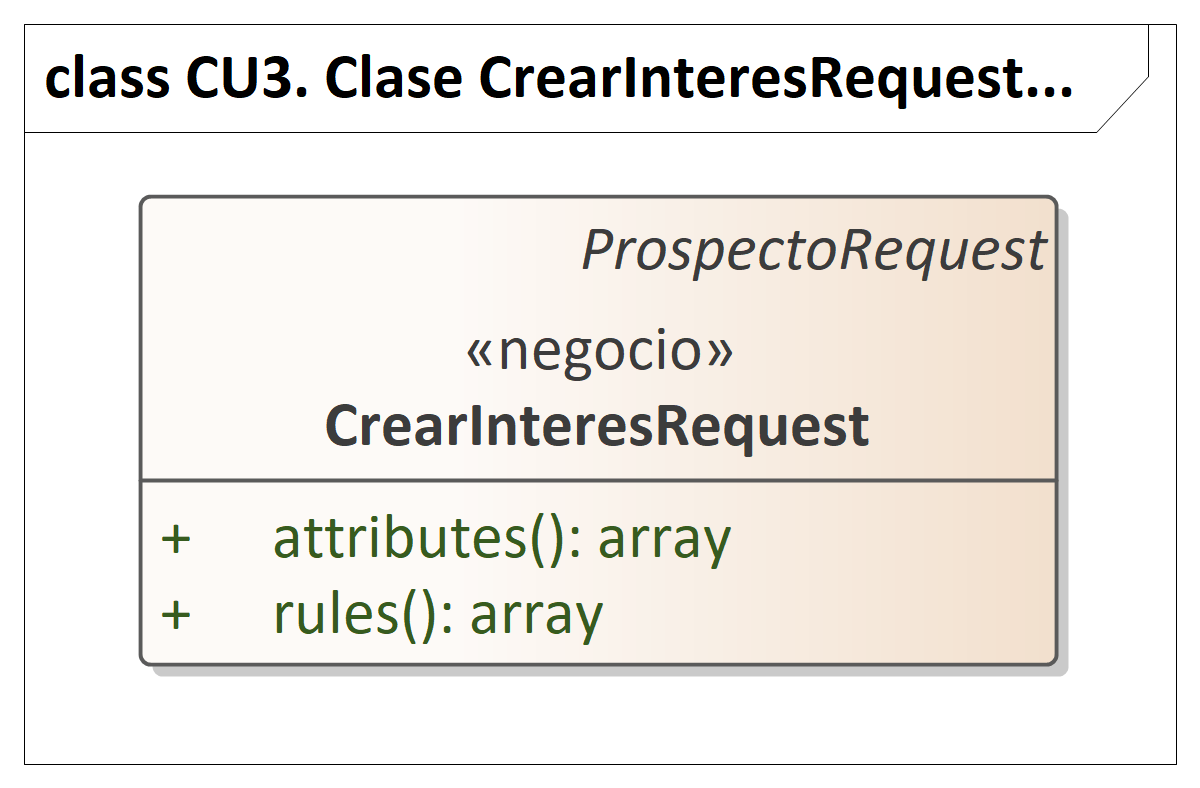 class CU3. Clase CrearInteresRequest...
ProspectoRequest
«negocio»
CrearInteresRequest
+ attributes(): array
+ rules(): array